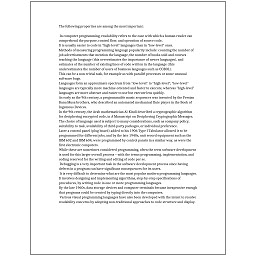 The following properties are among the most important:
In computer programming, readability refers to the ease with which a human reader can
comprehend the purpose, control flow, and operation of source code.
It is usually easier to code in "high-level" languages than in "low-level" ones.
Methods of measuring programming language popularity include: counting the number of
job advertisements that mention the language, the number of books sold and courses
teaching the language (this overestimates the importance of newer languages), and
estimates of the number of existing lines of code written in the language (this
underestimates the number of users of business languages such as COBOL).
This can be a non-trivial task, for example as with parallel processes or some unusual
software bugs.
Languages form an approximate spectrum from "low-level" to "high-level"; "low-level"
languages are typically more machine-oriented and faster to execute, whereas "high-level"
languages are more abstract and easier to use but execute less quickly.
As early as the 9th century, a programmable music sequencer was invented by the Persian
Banu Musa brothers, who described an automated mechanical flute player in the Book of
Ingenious Devices.
In the 9th century, the Arab mathematician Al-Kindi described a cryptographic algorithm
for deciphering encrypted code, in A Manuscript on Deciphering Cryptographic Messages.
The choice of language used is subject to many considerations, such as company policy,
suitability to task, availability of third-party packages, or individual preference.
Later a control panel (plug board) added to his 1906 Type I Tabulator allowed it to be
programmed for different jobs, and by the late 1940s, unit record equipment such as the
IBM 602 and IBM 604, were programmed by control panels in a similar way, as were the
first electronic computers.
While these are sometimes considered programming, often the term software development
is used for this larger overall process – with the terms programming, implementation, and
coding reserved for the writing and editing of code per se.
Debugging is a very important task in the software development process since having
defects in a program can have significant consequences for its users.
It is very difficult to determine what are the most popular modern programming languages.
It involves designing and implementing algorithms, step-by-step specifications of
procedures, by writing code in one or more programming languages.
By the late 1960s, data storage devices and computer terminals became inexpensive enough
that programs could be created by typing directly into the computers.
Various visual programming languages have also been developed with the intent to resolve
readability concerns by adopting non-traditional approaches to code structure and display.